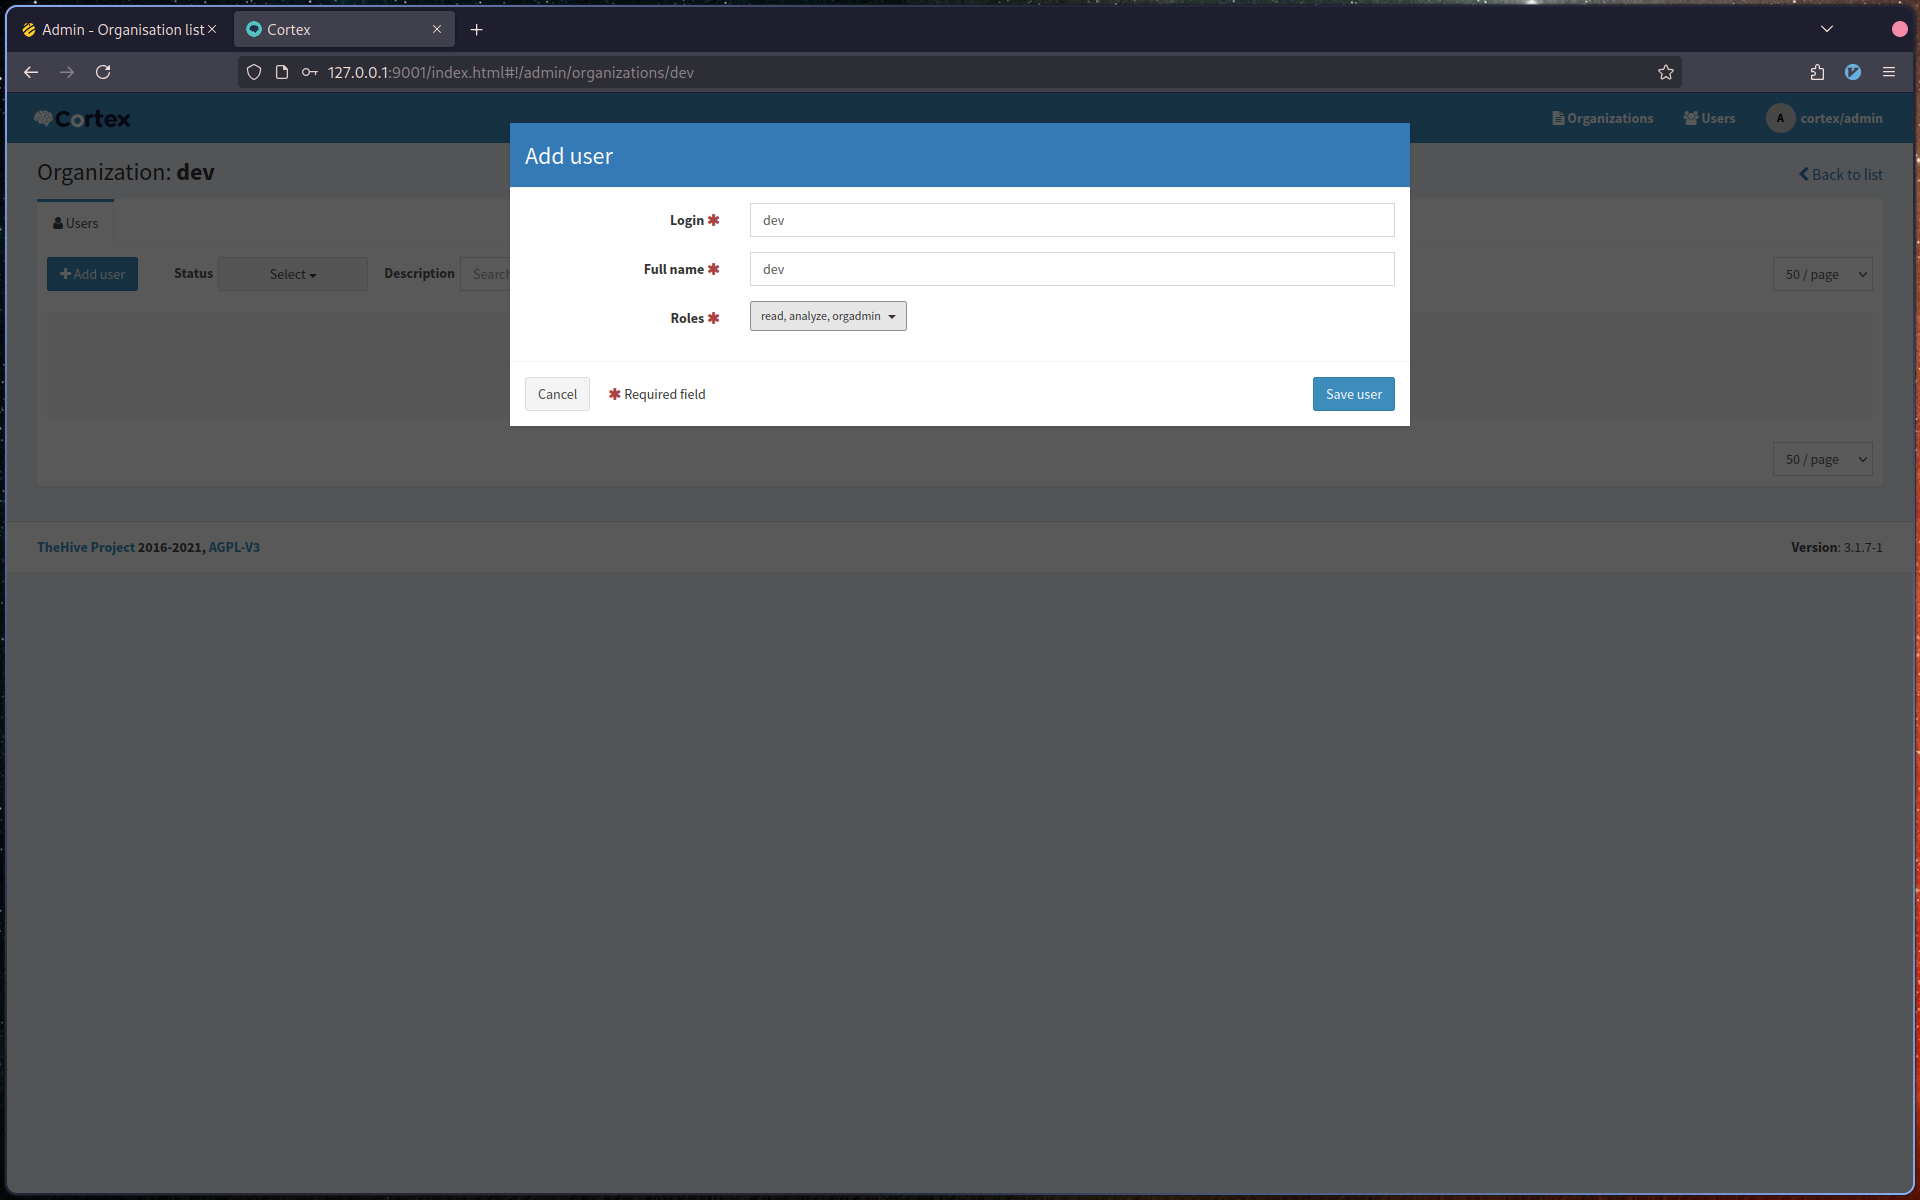 Admin - Organisation list
Cortex
127.0.0.1:9001/index.html#!/admin/organizations/dev
Cortex
Organizations
Users
A
cortex/admin
Organization: dev
Back to list
Users
Add user
Status
Select
Description
Search
50 / page
Add user
Login
dev
Full name
dev
Roles
read, analyze, orgadmin
Cancel
Required field
Save user
50 / page
TheHive Project 2016-2021, AGPL-V3
Version: 3.1.7-1